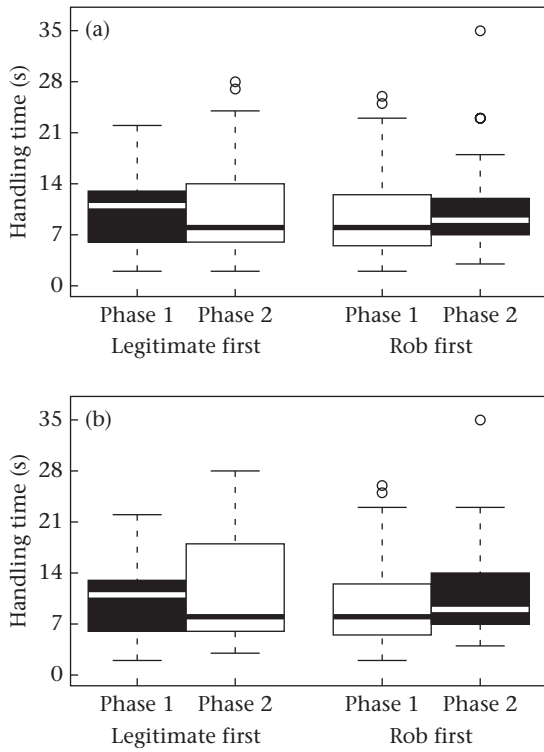 (a)
35
28
21
14
7
0
Handling time (s)
Phase 1 Phase 2 Phase 1 Phase 2
Legitimate first Rob first
(b)
35
28
21
14
7
0
Handling time (s)
Phase 1 Phase 2 Phase 1 Phase 2
Legitimate first Rob first